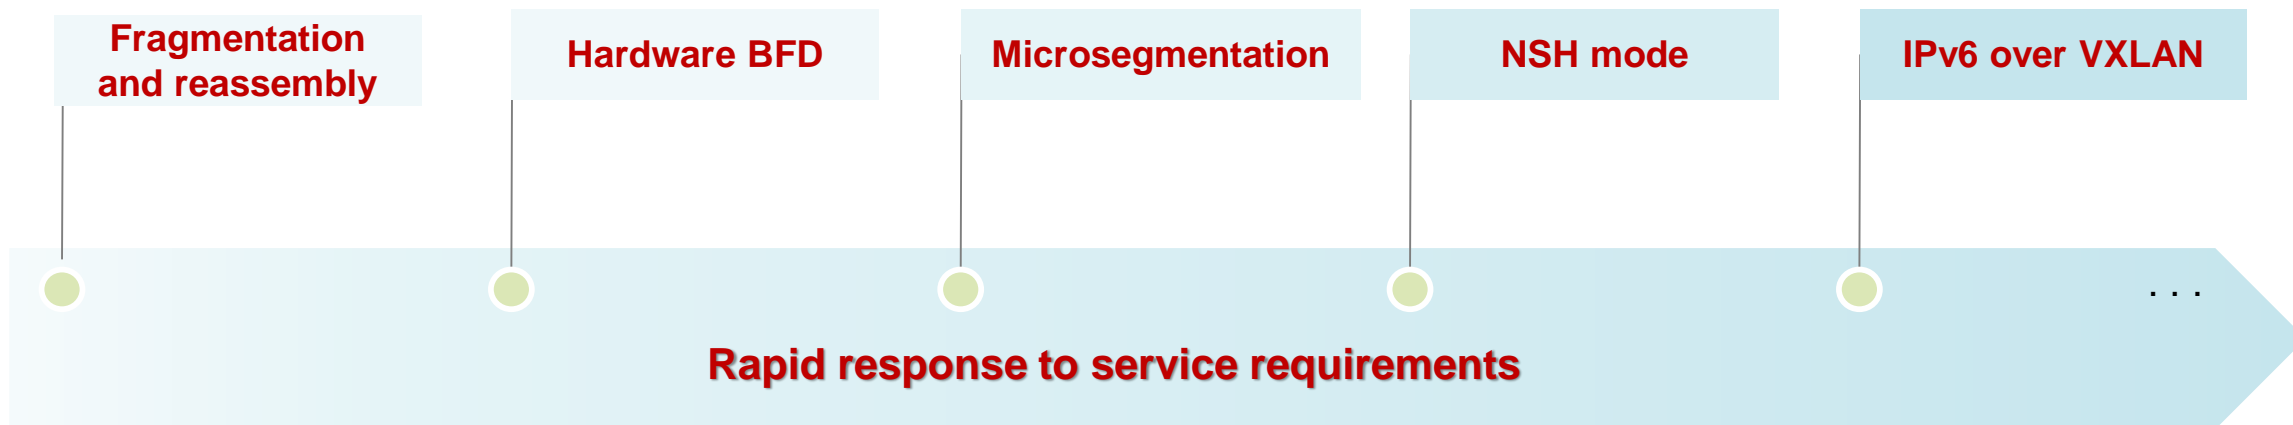 Fragmentation
and reassembly
Hardware BFD
Microsegmentation
NSH mode
IPv6 over VXLAN
. . .
Rapid response to service requirements